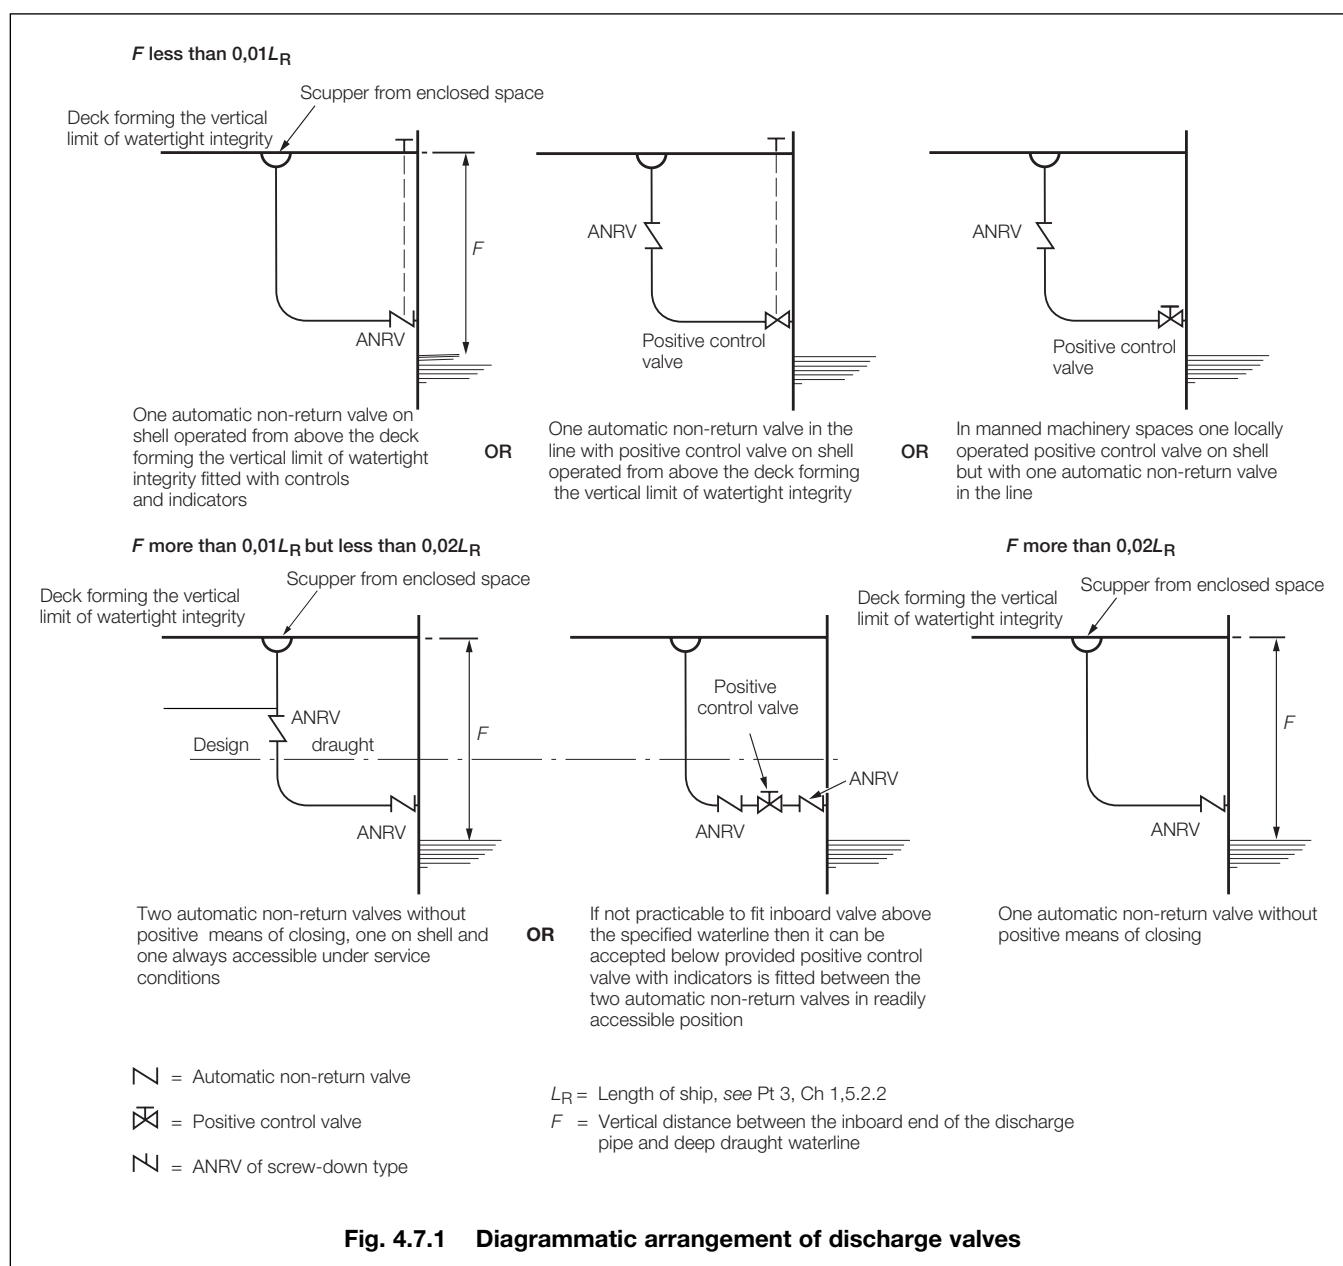 F less than 0,01LR
Scupper from enclosed space
Deck forming the vertical
limit of watertight integrity
F
ANRV
ANRV
Positive control
valve
ANRV
Positive control
valve
One automatic non-return valve on
shell operated from above the deck
forming the vertical limit of watertight
integrity fitted with controls
and indicators
OR
One automatic non-return valve in the
line with positive control valve on shell
operated from above the deck forming
the vertical limit of watertight integrity
OR
In manned machinery spaces one locally
operated positive control valve on shell
but with one automatic non-return valve
in the line
F more than 0,01LR but less than 0,02LR
Scupper from enclosed space
Deck forming the vertical
limit of watertight integrity
ANRV
Design draught
F
ANRV
Positive
control valve
ANRV
ANRV
F more than 0,02LR
Scupper from enclosed space
Deck forming the vertical
limit of watertight integrity
F
ANRV
Two automatic non-return valves without
positive means of closing, one on shell and
one always accessible under service
conditions
OR
If not practicable to fit inboard valve above
the specified waterline then it can be
accepted below provided positive control
valve with indicators is fitted between the
two automatic non-return valves in readily
accessible position
One automatic non-return valve without
positive means of closing
= Automatic non-return valve
= Positive control valve
= ANRV of screw-down type
LR = Length of ship, see Pt 3, Ch 1,5.2.2
F = Vertical distance between the inboard end of the discharge
pipe and deep draught waterline
Fig. 4.7.1 Diagrammatic arrangement of discharge valves